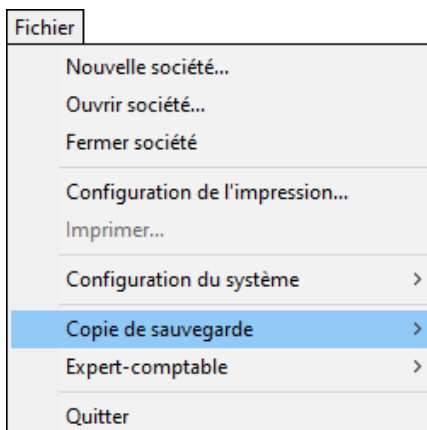 Fichier
Nouvelle société...
Ouvrir société...
Fermer société
Configuration de l'impression...
Imprimer...
Configuration du système
Copie de sauvegarde
Expert-comptable
Quitter